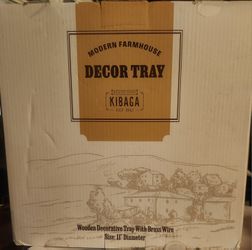 MODERN FARMHOUSE
DECOR TRAY
KIBAGA
Wooden Decorative Tray With Brass Wire
Size: 11" Diameter